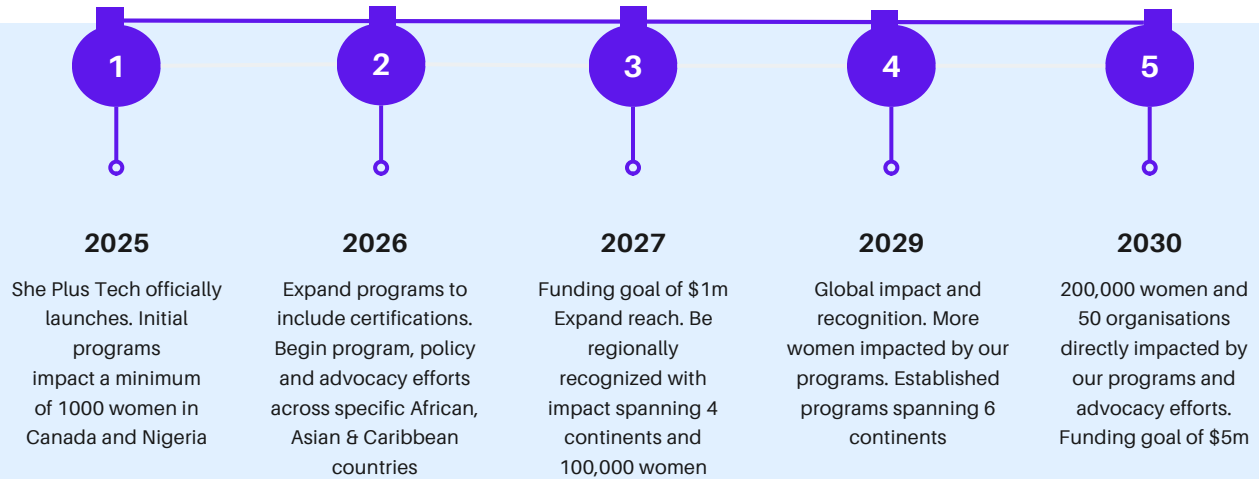 1
2
3
4
5
2025
She Plus Tech officially
launches. Initial
programs
impact a minimum
of 1000 women in
Canada and Nigeria
2026
Expand programs to
include certifications.
Begin program, policy
and advocacy efforts
across specific African,
Asian & Caribbean
countries
2027
Funding goal of $1m
Expand reach. Be
regionally
recognized with
impact spanning 4
continents and
100,000 women
2029
Global impact and
recognition. More
women impacted by our
programs. Established
programs spanning 6
continents
2030
200,000 women and
50 organisations
directly impacted by
our programs and
advocacy efforts.
Funding goal of $5m